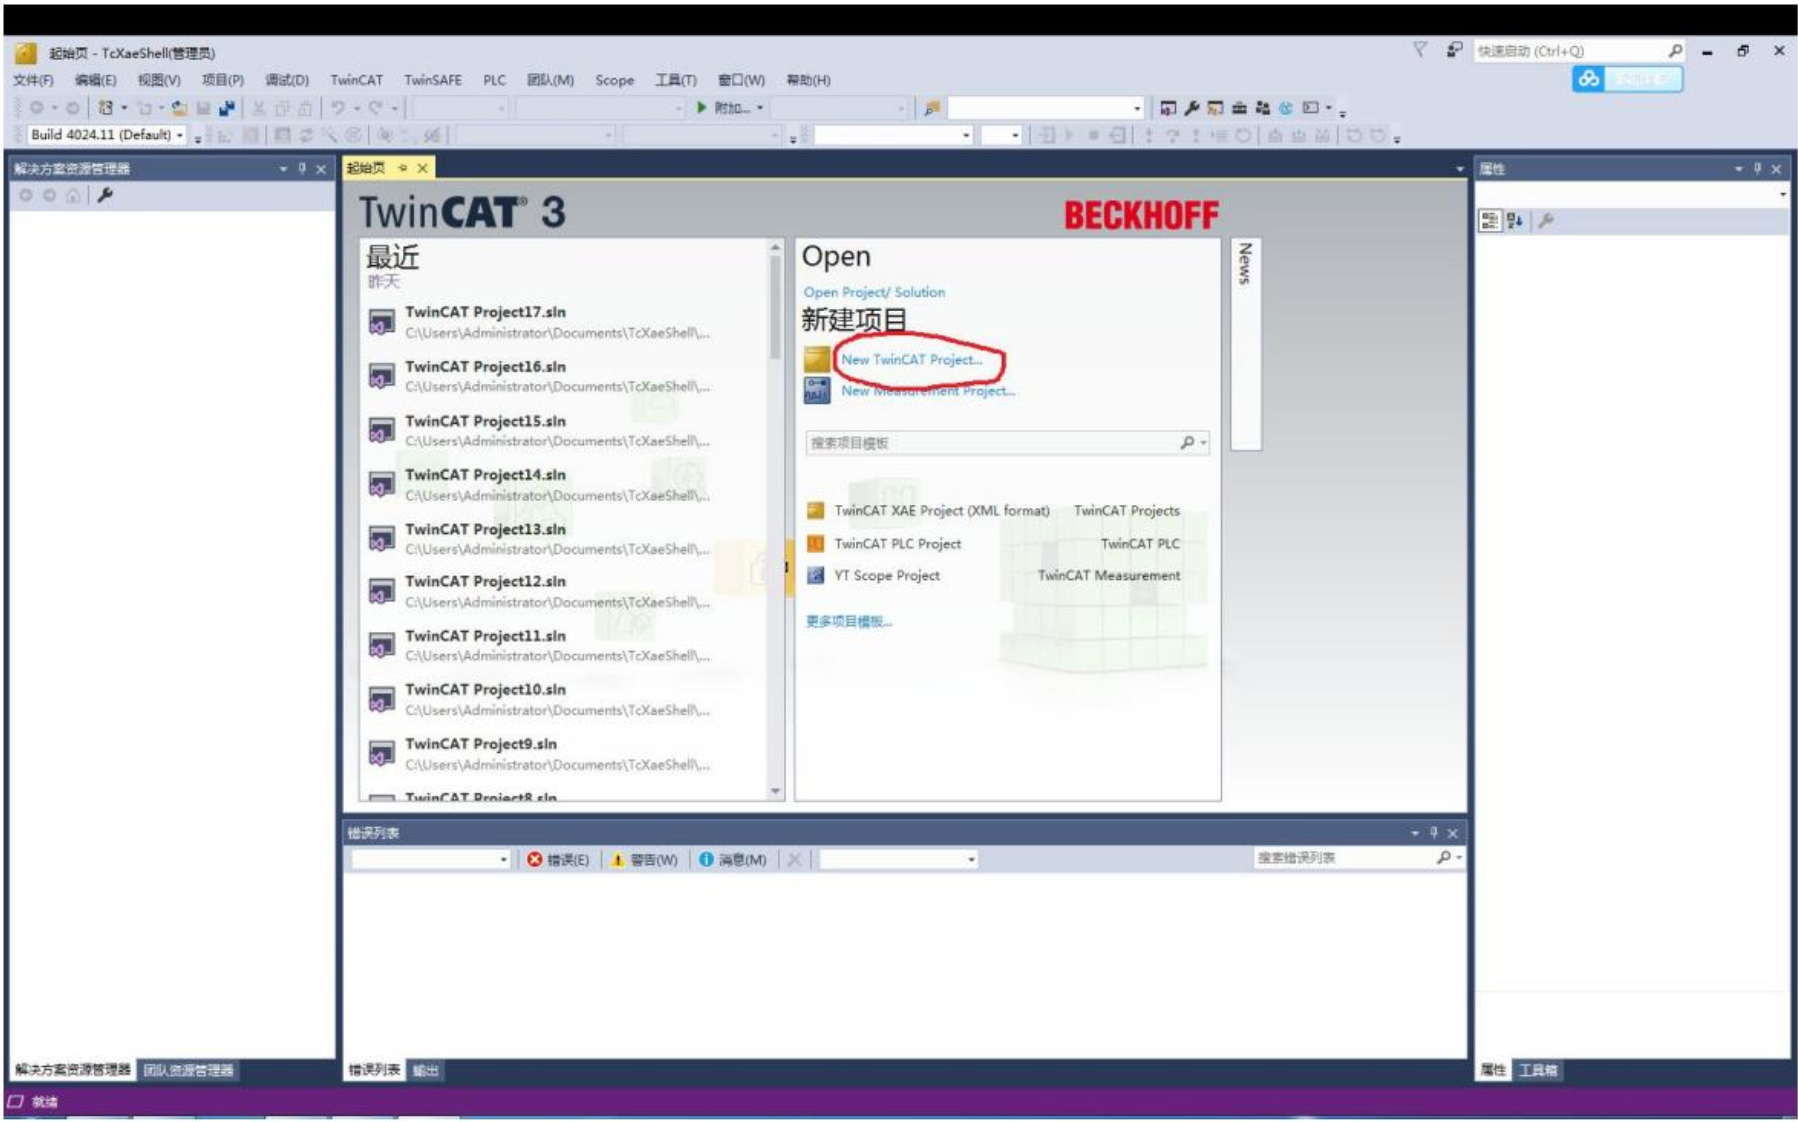 起始页 - TcXaeShell(管理员)
快速启动 (Ctrl+Q)
文件(F) 编辑(E) 视图(V) 项目(P) 调试(D) TwinCAT TwinSAFE PLC 团队(M) Scope 工具(T) 窗口(W) 帮助(H)
附加...
Build 4024.11 (Default)
解决方案资源管理器
起始页
属性
TwinCAT® 3
BECKHOFF
最近
昨天
TwinCAT Project17.sln
C:\Users\Administrator\Documents\TcXaeShell\...
TwinCAT Project16.sln
C:\Users\Administrator\Documents\TcXaeShell\...
TwinCAT Project15.sln
C:\Users\Administrator\Documents\TcXaeShell\...
TwinCAT Project14.sln
C:\Users\Administrator\Documents\TcXaeShell\...
TwinCAT Project13.sln
C:\Users\Administrator\Documents\TcXaeShell\...
TwinCAT Project12.sln
C:\Users\Administrator\Documents\TcXaeShell\...
TwinCAT Project11.sln
C:\Users\Administrator\Documents\TcXaeShell\...
TwinCAT Project10.sln
C:\Users\Administrator\Documents\TcXaeShell\...
TwinCAT Project9.sln
C:\Users\Administrator\Documents\TcXaeShell\...
TwinCAT Project8.sln
Open
Open Project/ Solution
新建项目
New TwinCAT Project...
New Measurement Project...
搜索项目模板
TwinCAT XAE Project (XML format) TwinCAT Projects
TwinCAT PLC Project TwinCAT PLC
YT Scope Project TwinCAT Measurement
更多项目模板...
News
错误列表
错误(E) 警告(W) 消息(M)
搜索错误列表
解决方案资源管理器 团队资源管理器
错误列表 输出
属性 工具箱
就绪